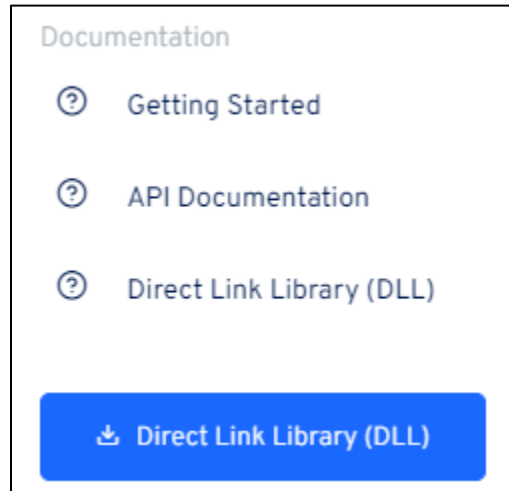 Documentation
Getting Started
API Documentation
Direct Link Library (DLL)
Direct Link Library (DLL)